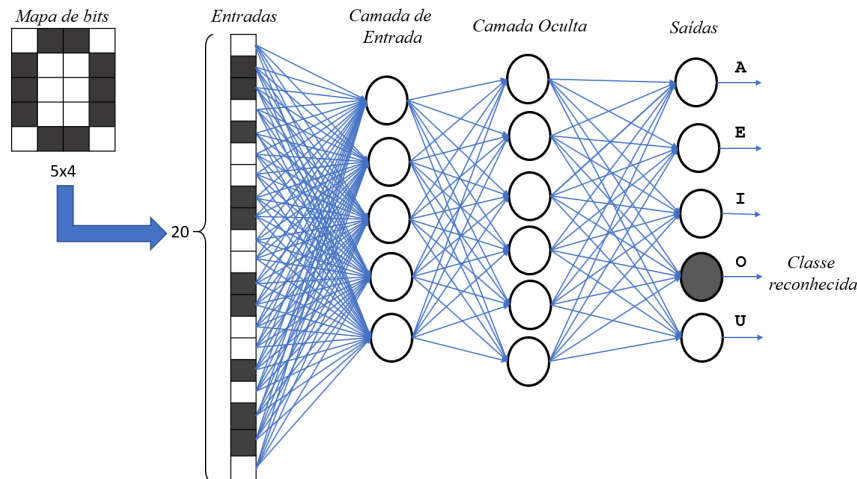 Mapa de bits
Entradas
Camada de
Entrada
Camada Oculta
Saídas
A
E
I
O
U
Classe
reconhecida
5x4
20